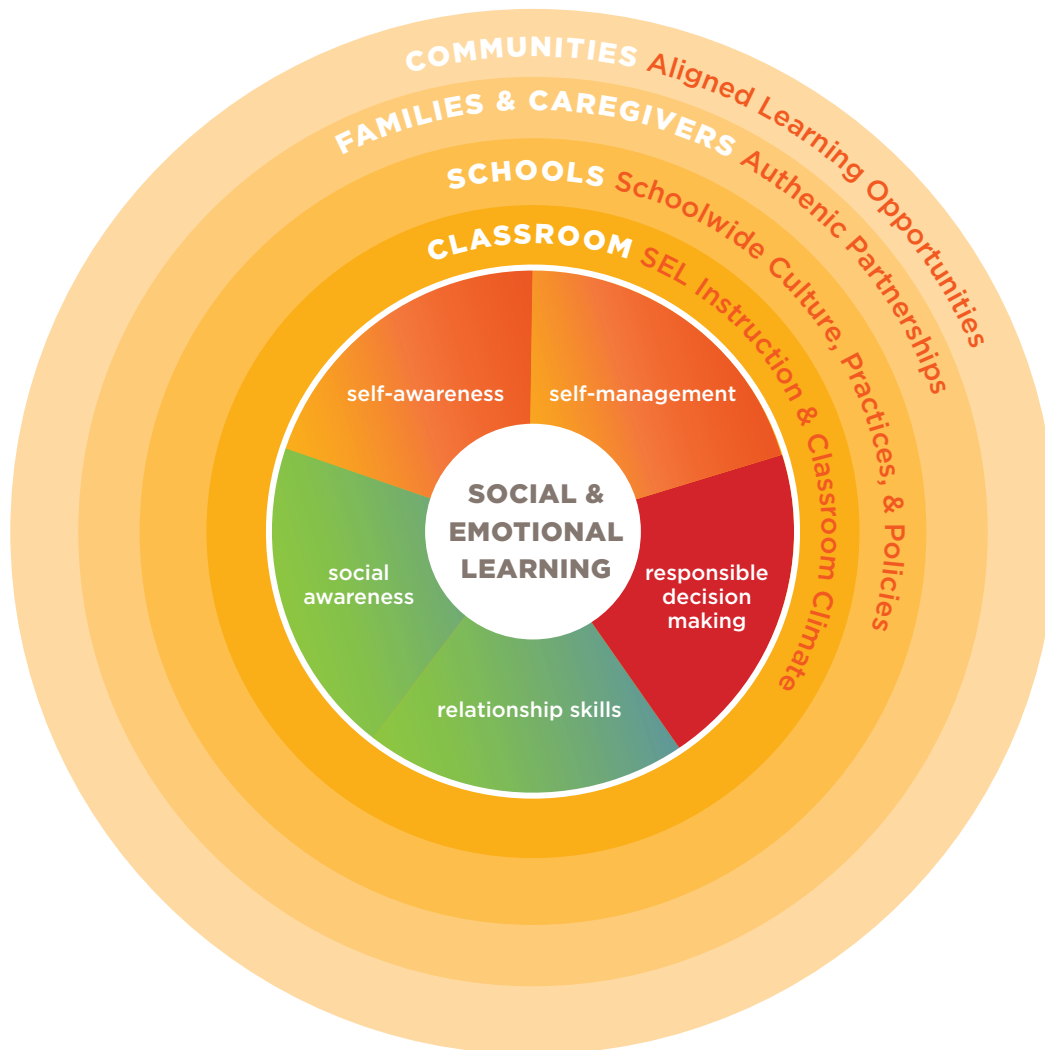 COMMUNITIES Aligned Learning Opportunities
FAMILIES & CAREGIVERS Authenic Partnerships
SCHOOLS Schoolwide Culture, Practices, & Policies
CLASSROOM SEL Instruction & Classroom Climate
self-awareness
self-management
SOCIAL &
EMOTIONAL
LEARNING
social
awareness
responsible
decision
making
relationship skills